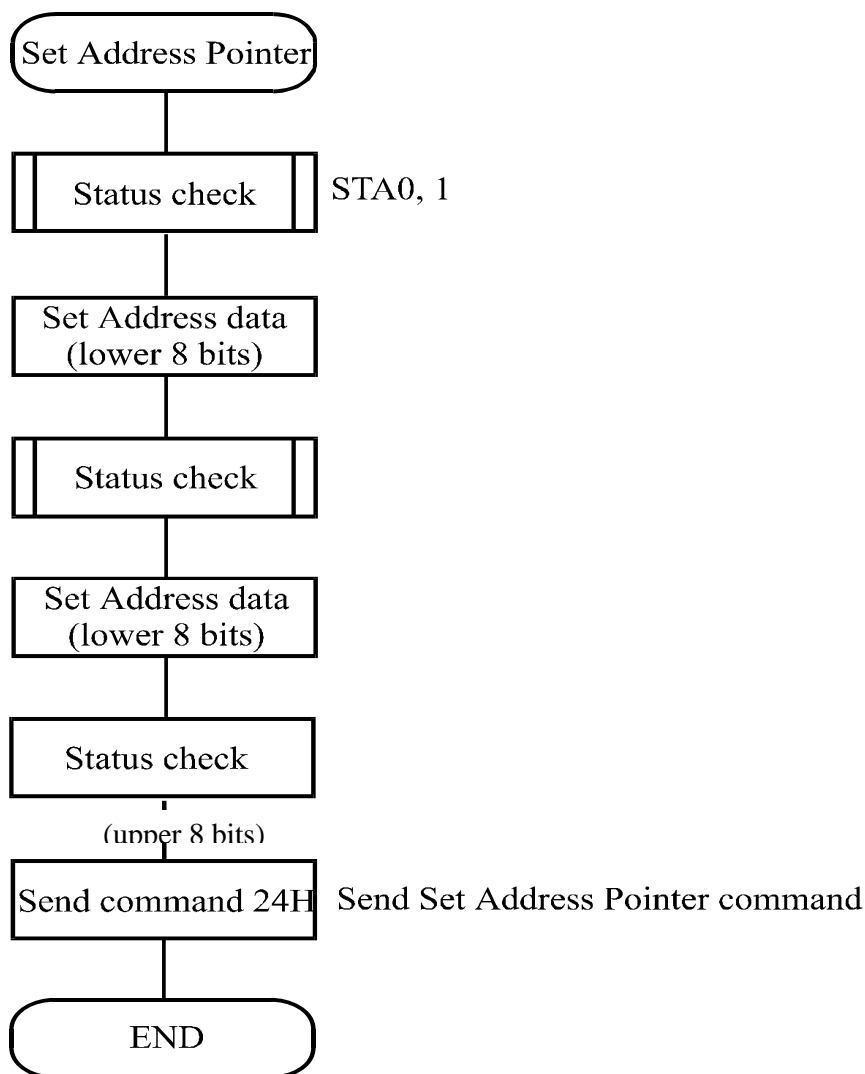 Set Address Pointer
Status check
STA0, 1
Set Address data
(lower 8 bits)
Status check
Set Address data
(lower 8 bits)
Status check
(upper 8 bits)
Send command 24H
Send Set Address Pointer command
END